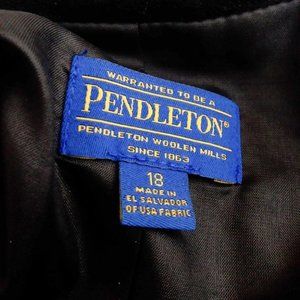 WARRANTED TO BE A
PENDLETON®
PENDLETON WOOLEN MILLS
SINCE 1863
18
MADE IN
EL SALVADOR
OF USA FABRIC